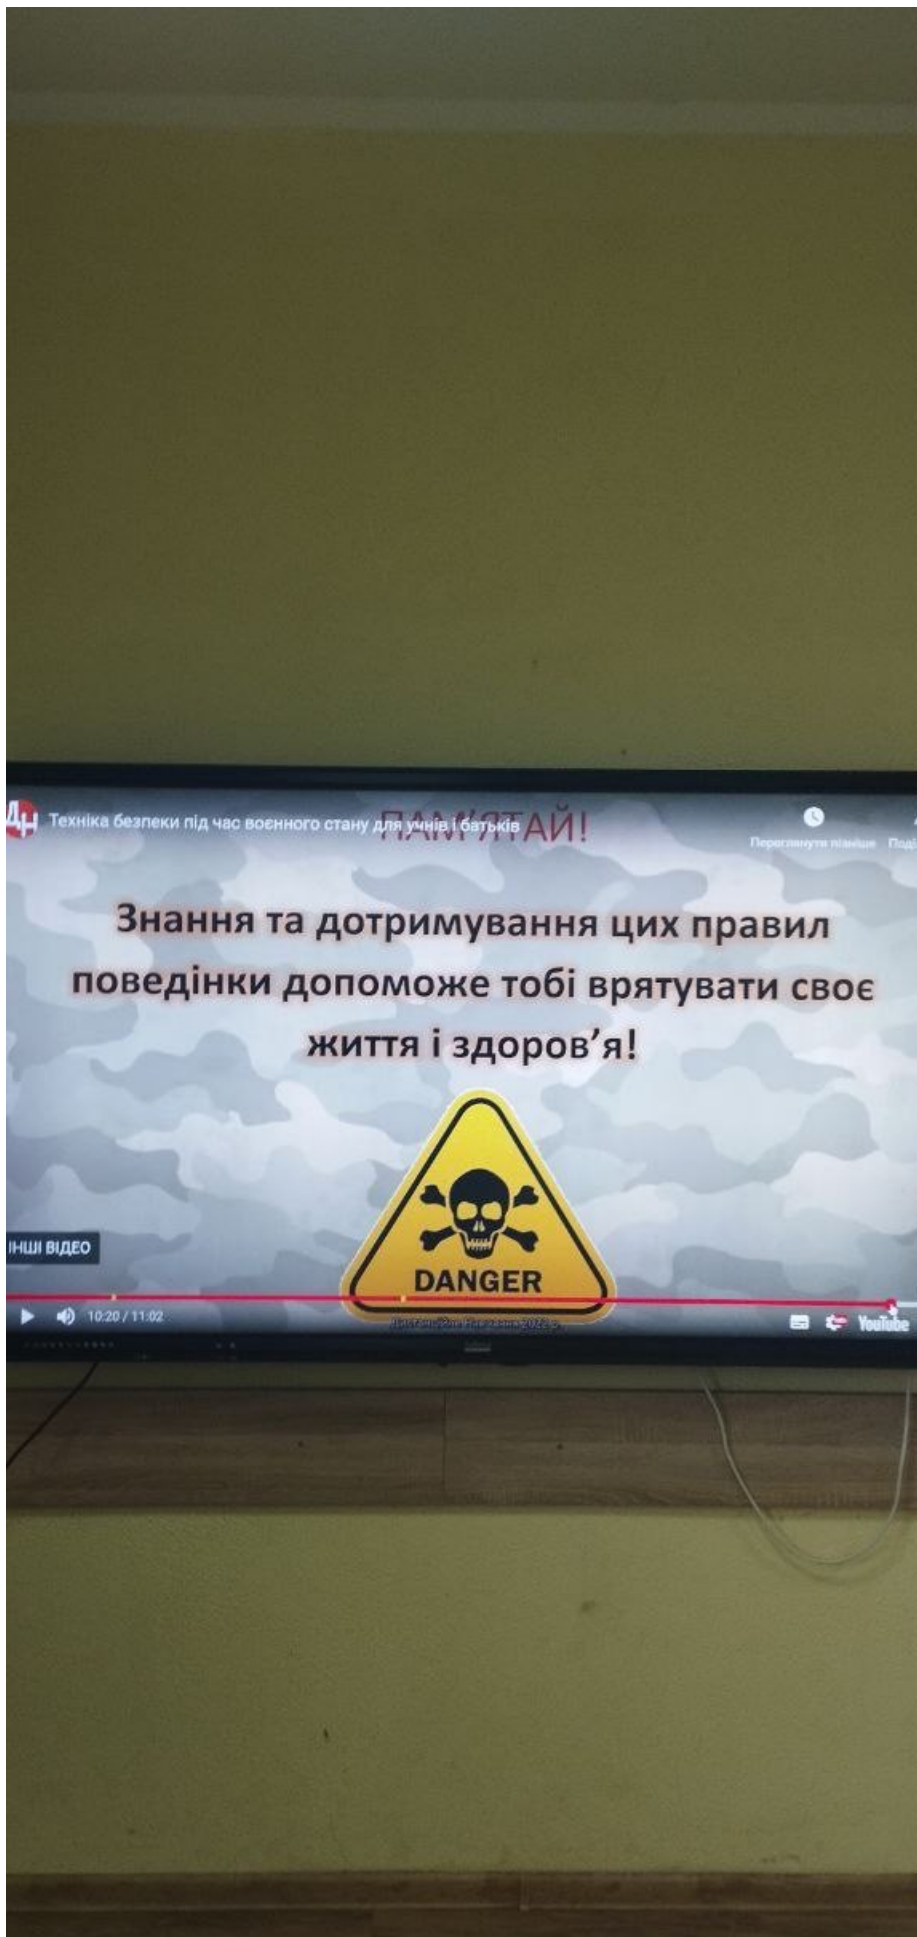 ДН
Техніка безпеки під час воєнного стану для учнів і батьків
ПАМ'ЯТАЙ!
Переглянути пізніше
Знання та дотримування цих правил
поведінки допоможе тобі врятувати своє
життя і здоров'я!
DANGER
ІНШІ ВІДЕО
10:20 / 11:02
YouTube